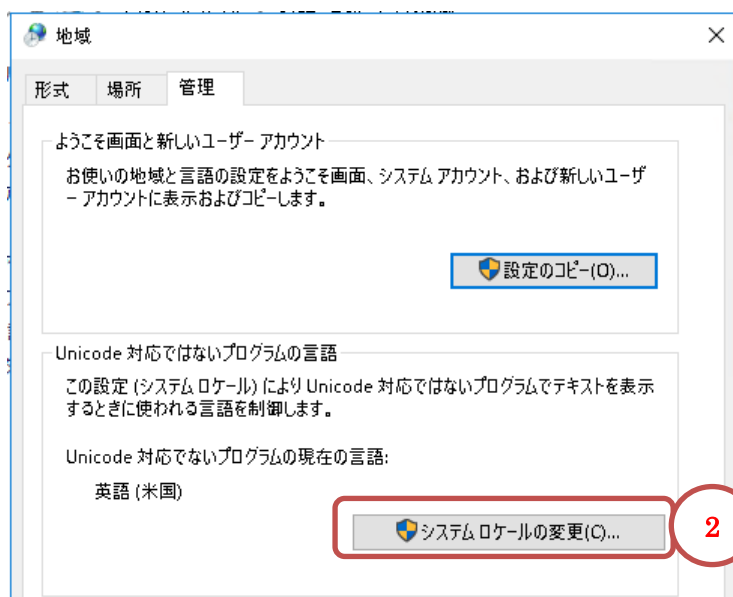 地域
形式 場所 管理
ようこそ画面と新しいユーザー アカウント
お使いの地域と言語の設定をようこそ画面、システム アカウント、および新しいユーザ
ー アカウントに表示およびコピーします。
設定のコピー(O)...
Unicode 対応ではないプログラムの言語
この設定 (システム ロケール) により Unicode 対応ではないプログラムでテキストを表示
するときに使われる言語を制御します。
Unicode 対応でないプログラムの現在の言語:
英語 (米国)
システム ロケールの変更(C)...
2